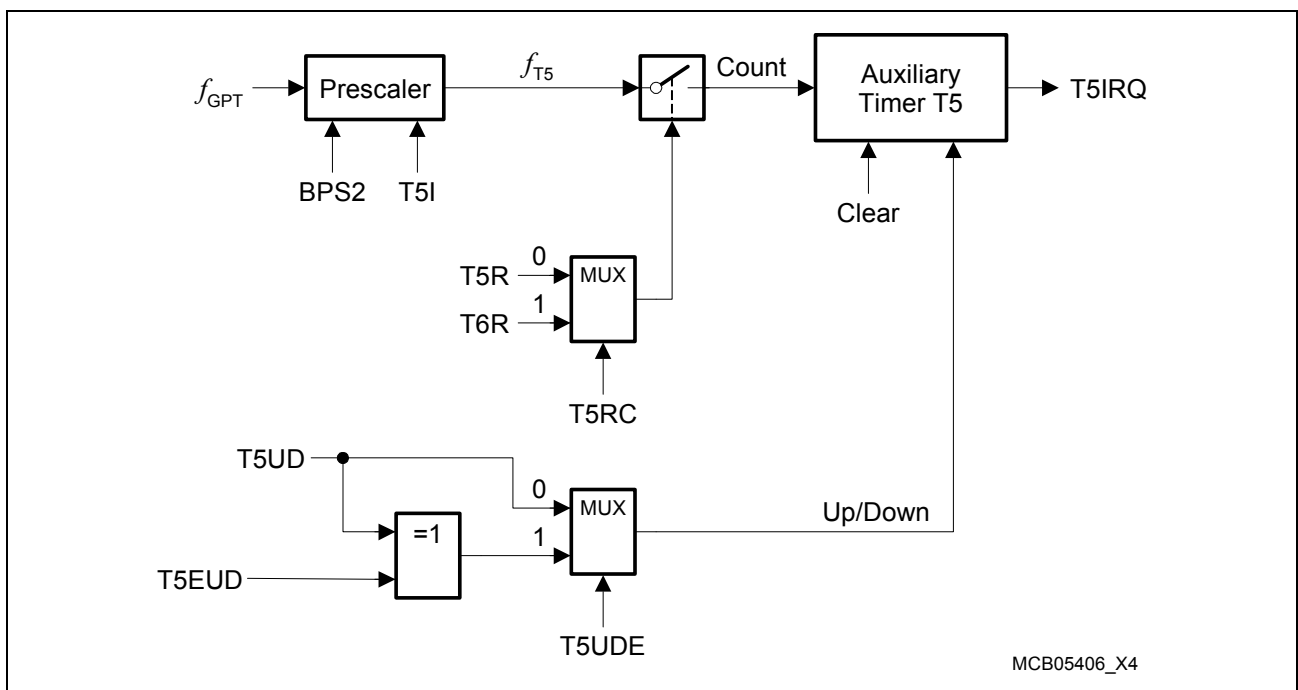 fGPT
Prescaler
fT5
Count
Auxiliary
Timer T5
T5IRQ
BPS2
T5I
Clear
T5R
0
MUX
T6R
1
T5RC
T5UD
0
MUX
=1
1
Up/Down
T5EUD
T5UDE
MCB05406_X4